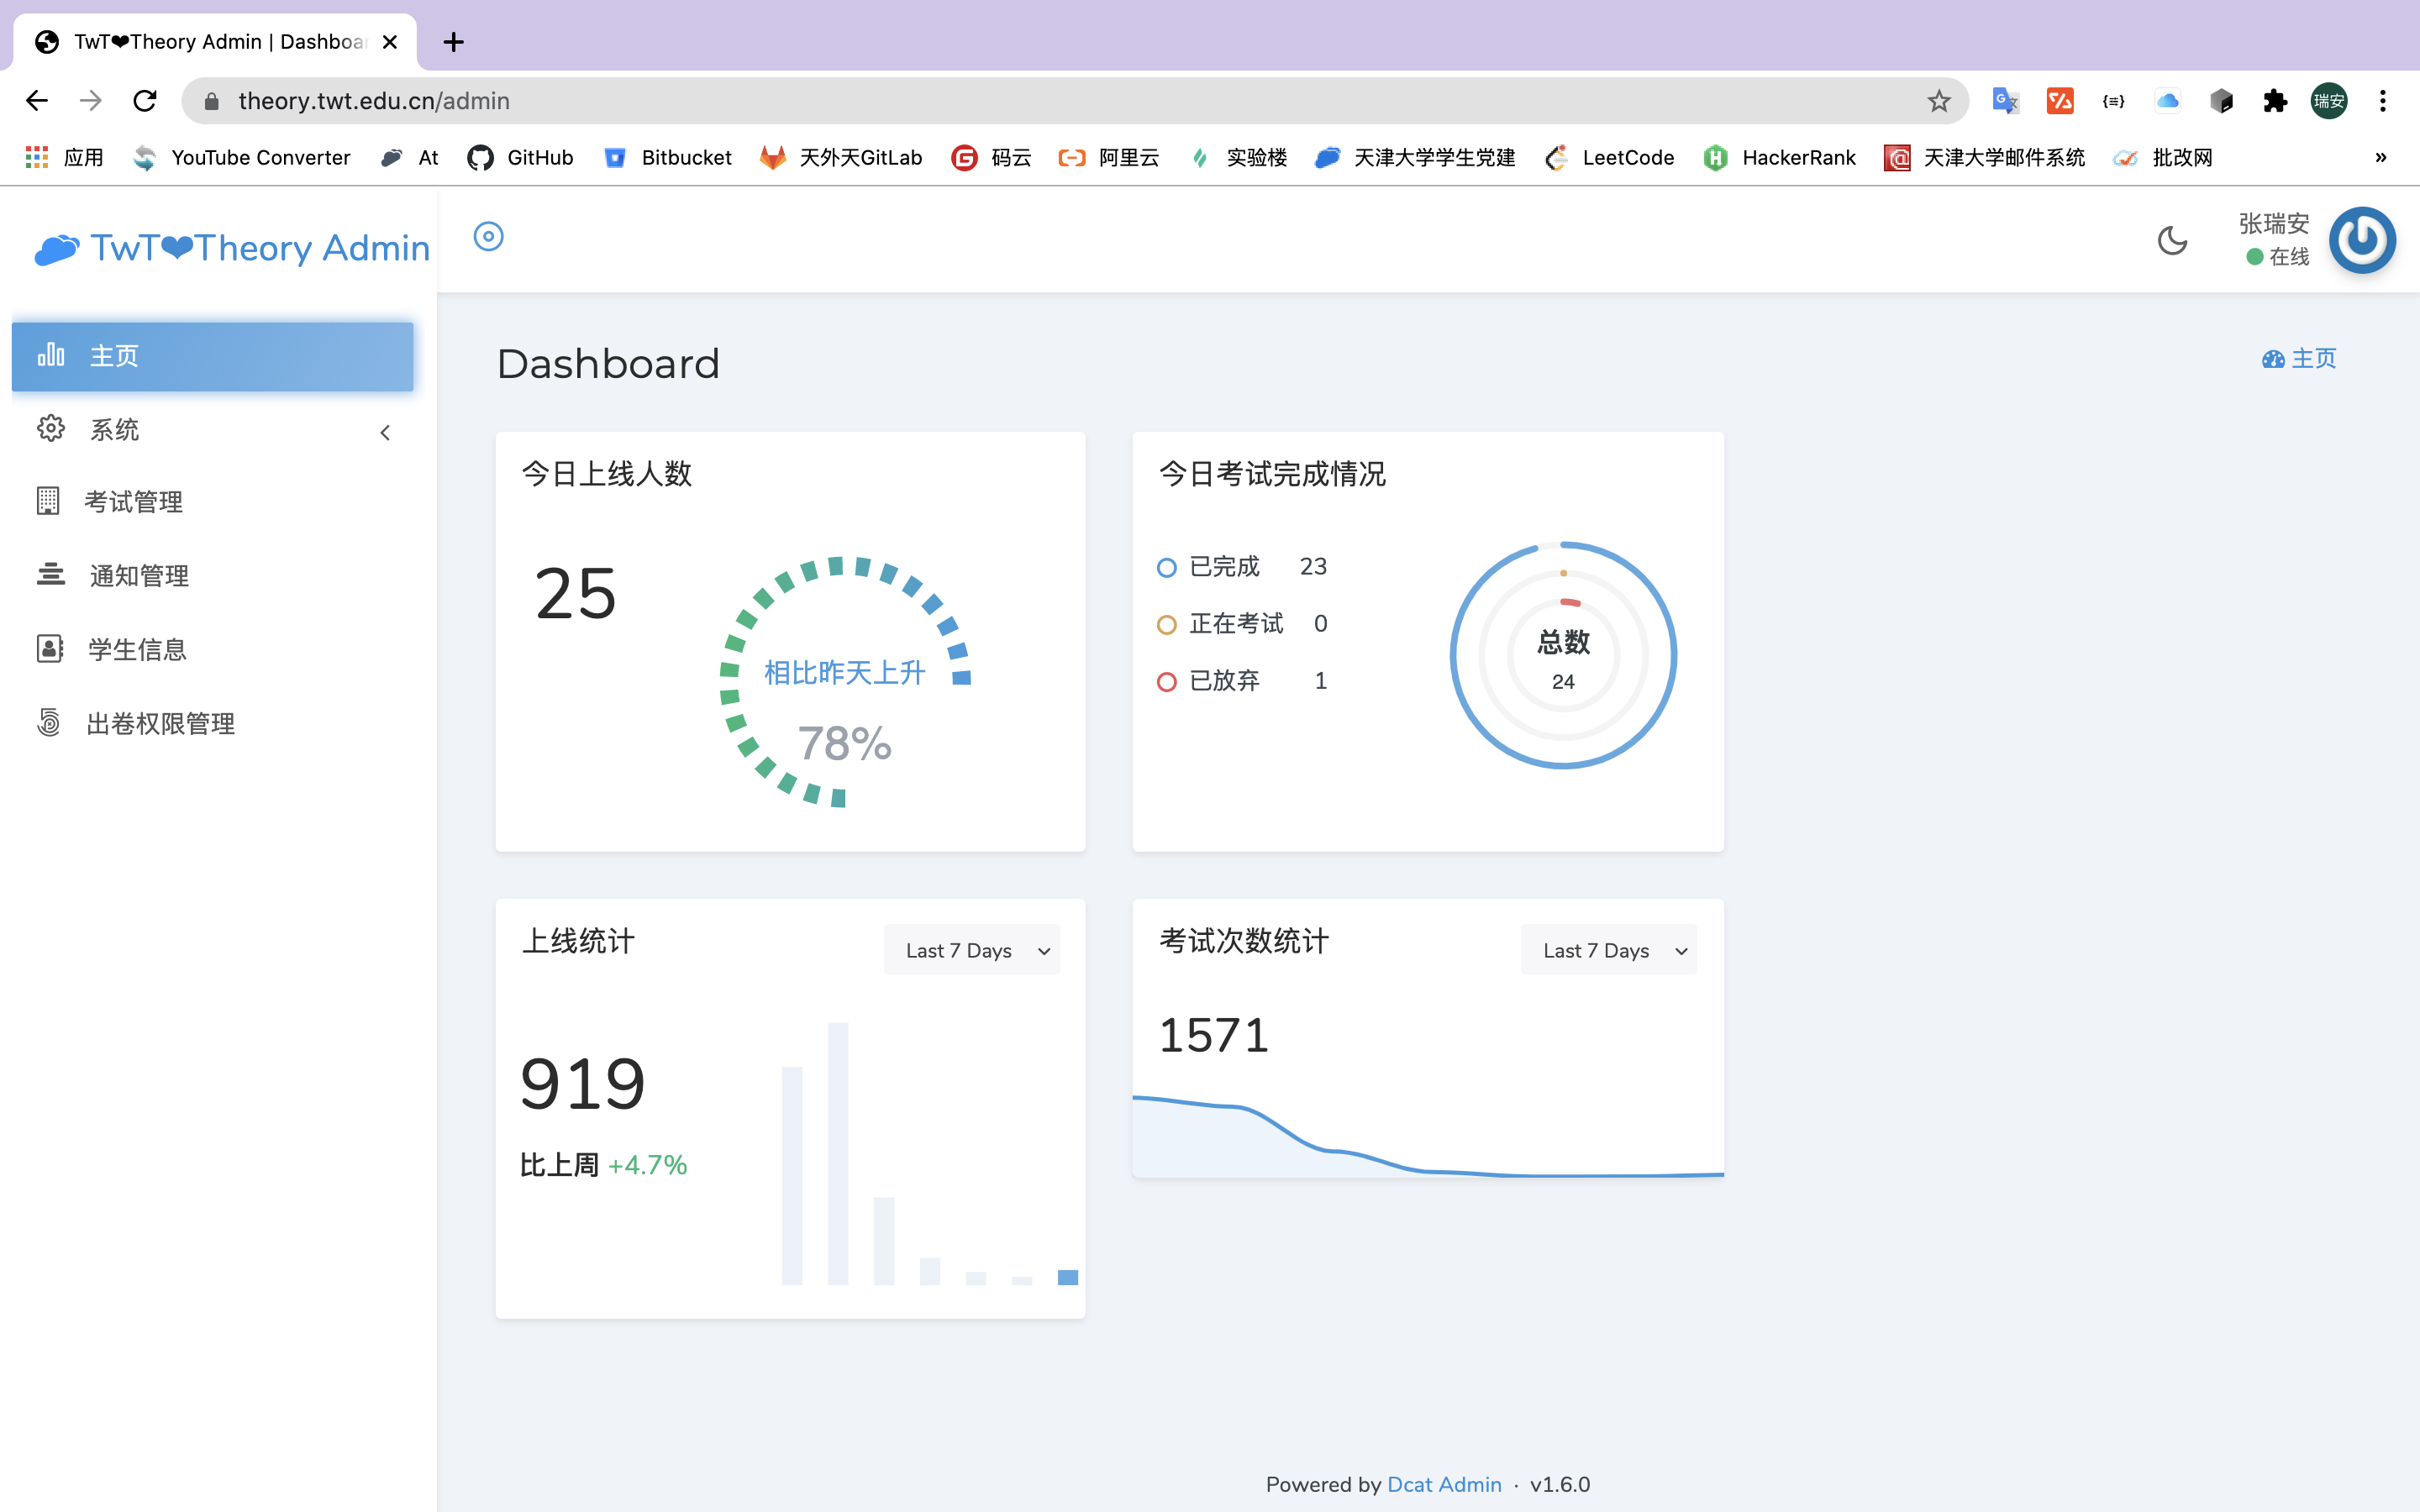 TwT❤Theory Admin | Dashboa
theory.twt.edu.cn/admin
瑞安
应用
YouTube Converter
At
GitHub
Bitbucket
天外天GitLab
码云
阿里云
实验楼
天津大学学生党建
LeetCode
HackerRank
天津大学邮件系统
批改网
»
TwT❤Theory Admin
张瑞安
在线
主页
系统
考试管理
通知管理
学生信息
出卷权限管理
Dashboard
主页
今日上线人数
25
相比昨天上升
78%
今日考试完成情况
已完成 23
正在考试 0
已放弃 1
总数
24
上线统计
Last 7 Days
919
比上周 +4.7%
考试次数统计
Last 7 Days
1571
Powered by Dcat Admin · v1.6.0